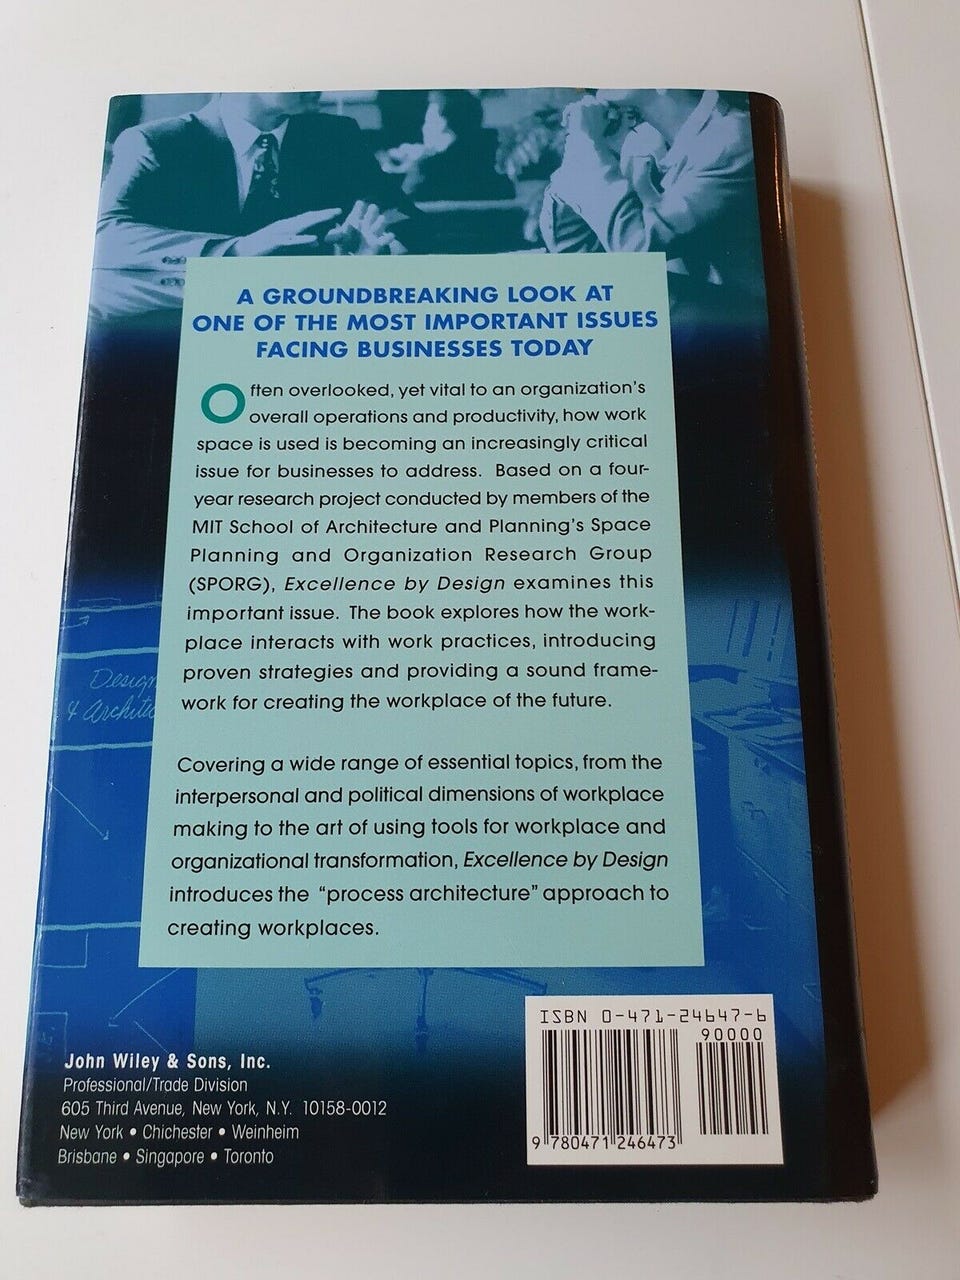 A GROUNDBREAKING LOOK AT
ONE OF THE MOST IMPORTANT ISSUES
FACING BUSINESSES TODAY
Often overlooked, yet vital to an organization's
overall operations and productivity, how work
space is used is becoming an increasingly critical
issue for businesses to address. Based on a four-
year research project conducted by members of the
MIT School of Architecture and Planning's Space
Planning and Organization Research Group
(SPORG), Excellence by Design examines this
important issue. The book explores how the work-
place interacts with work practices, introducing
proven strategies and providing a sound frame-
work for creating the workplace of the future.
Design
& Archite
Covering a wide range of essential topics, from the
interpersonal and political dimensions of workplace
making to the art of using tools for workplace and
organizational transformation, Excellence by Design
introduces the “process architecture” approach to
creating workplaces.
John Wiley & Sons, Inc.
Professional/Trade Division
605 Third Avenue, New York, N.Y. 10158-0012
New York • Chichester • Weinheim
Brisbane • Singapore • Toronto
ISBN 0-471-24647-6
90000
9 780471 246473